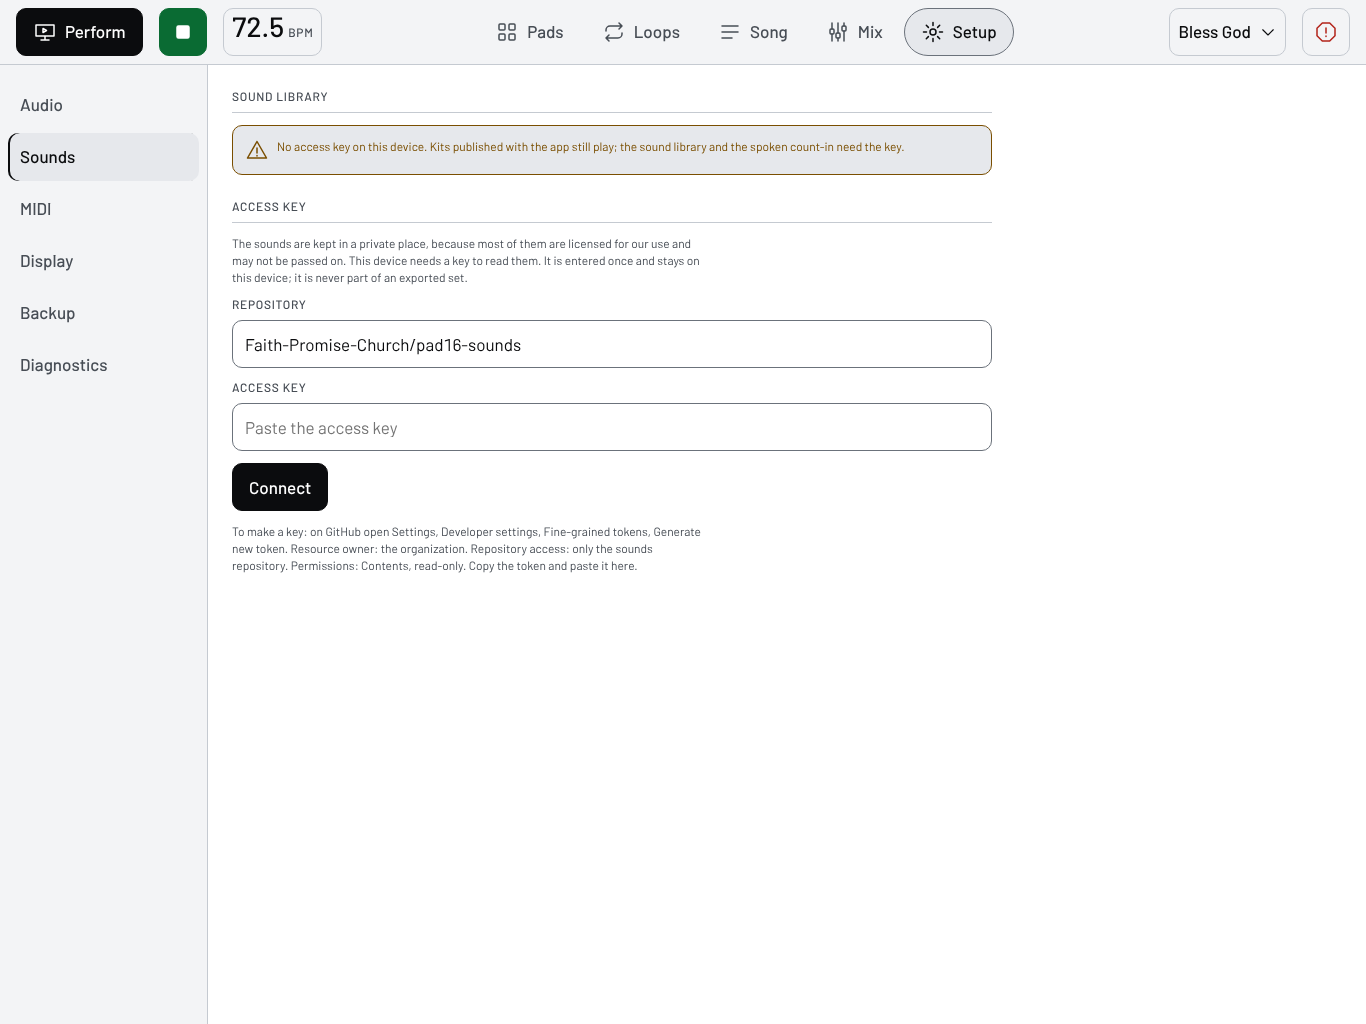 Perform
72.5 BPM
Pads
Loops
Song
Mix
Setup
Bless God
Audio
Sounds
MIDI
Display
Backup
Diagnostics
SOUND LIBRARY
No access key on this device. Kits published with the app still play; the sound library and the spoken count-in need the key.
ACCESS KEY
The sounds are kept in a private place, because most of them are licensed for our use and
may not be passed on. This device needs a key to read them. It is entered once and stays on
this device; it is never part of an exported set.
REPOSITORY
Faith-Promise-Church/pad16-sounds
ACCESS KEY
Paste the access key
Connect
To make a key: on GitHub open Settings, Developer settings, Fine-grained tokens, Generate
new token. Resource owner: the organization. Repository access: only the sounds
repository. Permissions: Contents, read-only. Copy the token and paste it here.